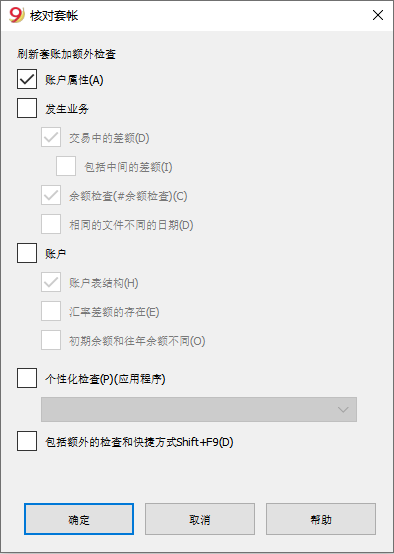 核对套帐
刷新套账加额外检查
账户属性(A)
发生业务
交易中的差额(D)
包括中间的差额(I)
余额检查(#余额检查)(C)
相同的文件不同的日期(D)
账户
账户表结构(H)
汇率差额的存在(E)
初期余额和往年余额不同(O)
个性化检查(P)(应用程序)
包括额外的检查和快捷方式Shift+F9(D)
确定
取消
帮助